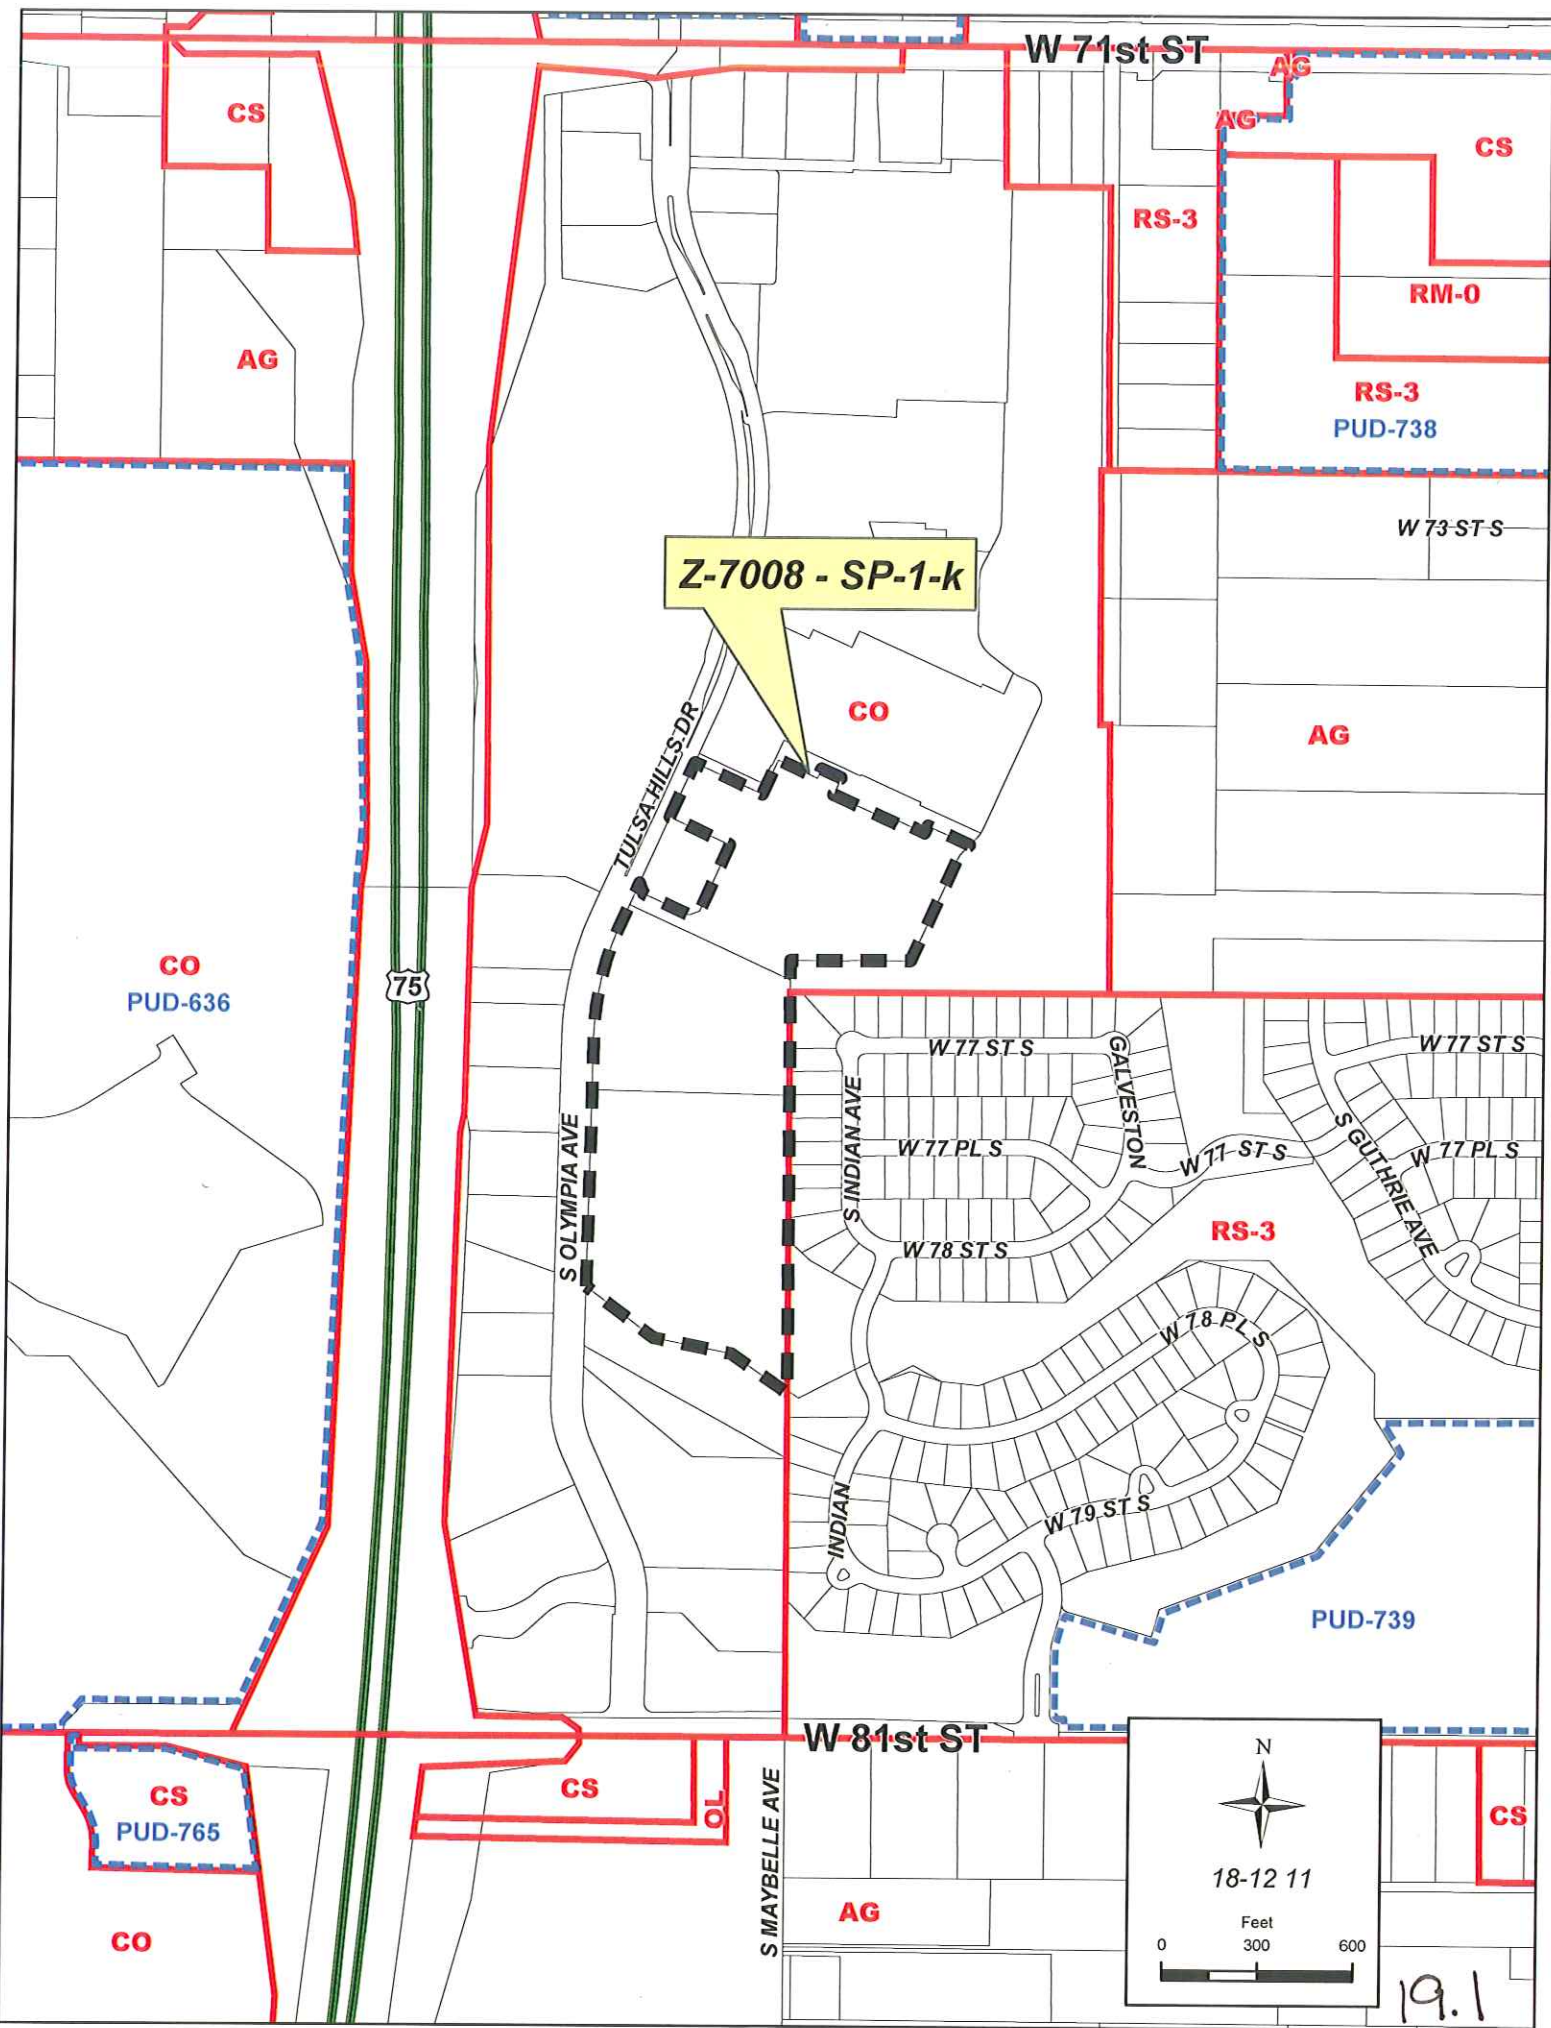 W 71st ST
AG
CS
AG
CS
RS-3
RM-0
AG
RS-3
PUD-738
W 73 ST S
Z-7008 - SP-1-k
CO
TULSA HILLS DR
AG
CO
PUD-636
75
W 77 ST S
GALVESTON
W 77 ST S
S INDIAN AVE
S OLYMPIA AVE
W 77 PL S
W 77 ST S
S GUTHRIE AVE
W 77 PL S
RS-3
W 78 ST S
W 78 PL S
INDIAN
W 79 ST S
PUD-739
W 81st ST
CS
PUD-765
CS
OL
S MAYBELLE AVE
CS
AG
CO
N
18-12 11
Feet
0 300 600
19.1